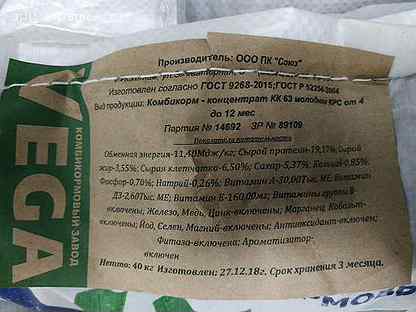 VEGA
КОМБИКОРМОВЫЙ ЗАВОД
Производитель: ООО ПК "Союз"
Изготовлен согласно ГОСТ 9268-2015;ГОСТ Р
Вид продукции: Комбикорм - концентрат КК 63 молодняк КРС от 4
до 12 мес
Партия № 14692 ЗР № 89109
Показатели питательности
Обменная энергия-11,40Мдж/кг; Сырой протеин-19,17%, Сырой
жир-3,55%; Сырая клетчатка-6,50%; Сахар-5,37%, Кальций-0,95%,
Фосфор-0,70%; Натрий-0,26%; Витамин А-30,00Тыс. МЕ; Витамин
Д3-2,60Тыс. МЕ; Витамин Е-160,00мг; Витамины группы В
-включены; Железо, Медь, Цинк-включены; Марганец, Кобальт-
включены; Йод, Селен, Магний-включены; Антиоксидант-включен;
Фитаза-включена; Ароматизатор-
включен
Нетто: 40 кг Изготовлен: 27.12.18г. Срок хранения 3 месяца.